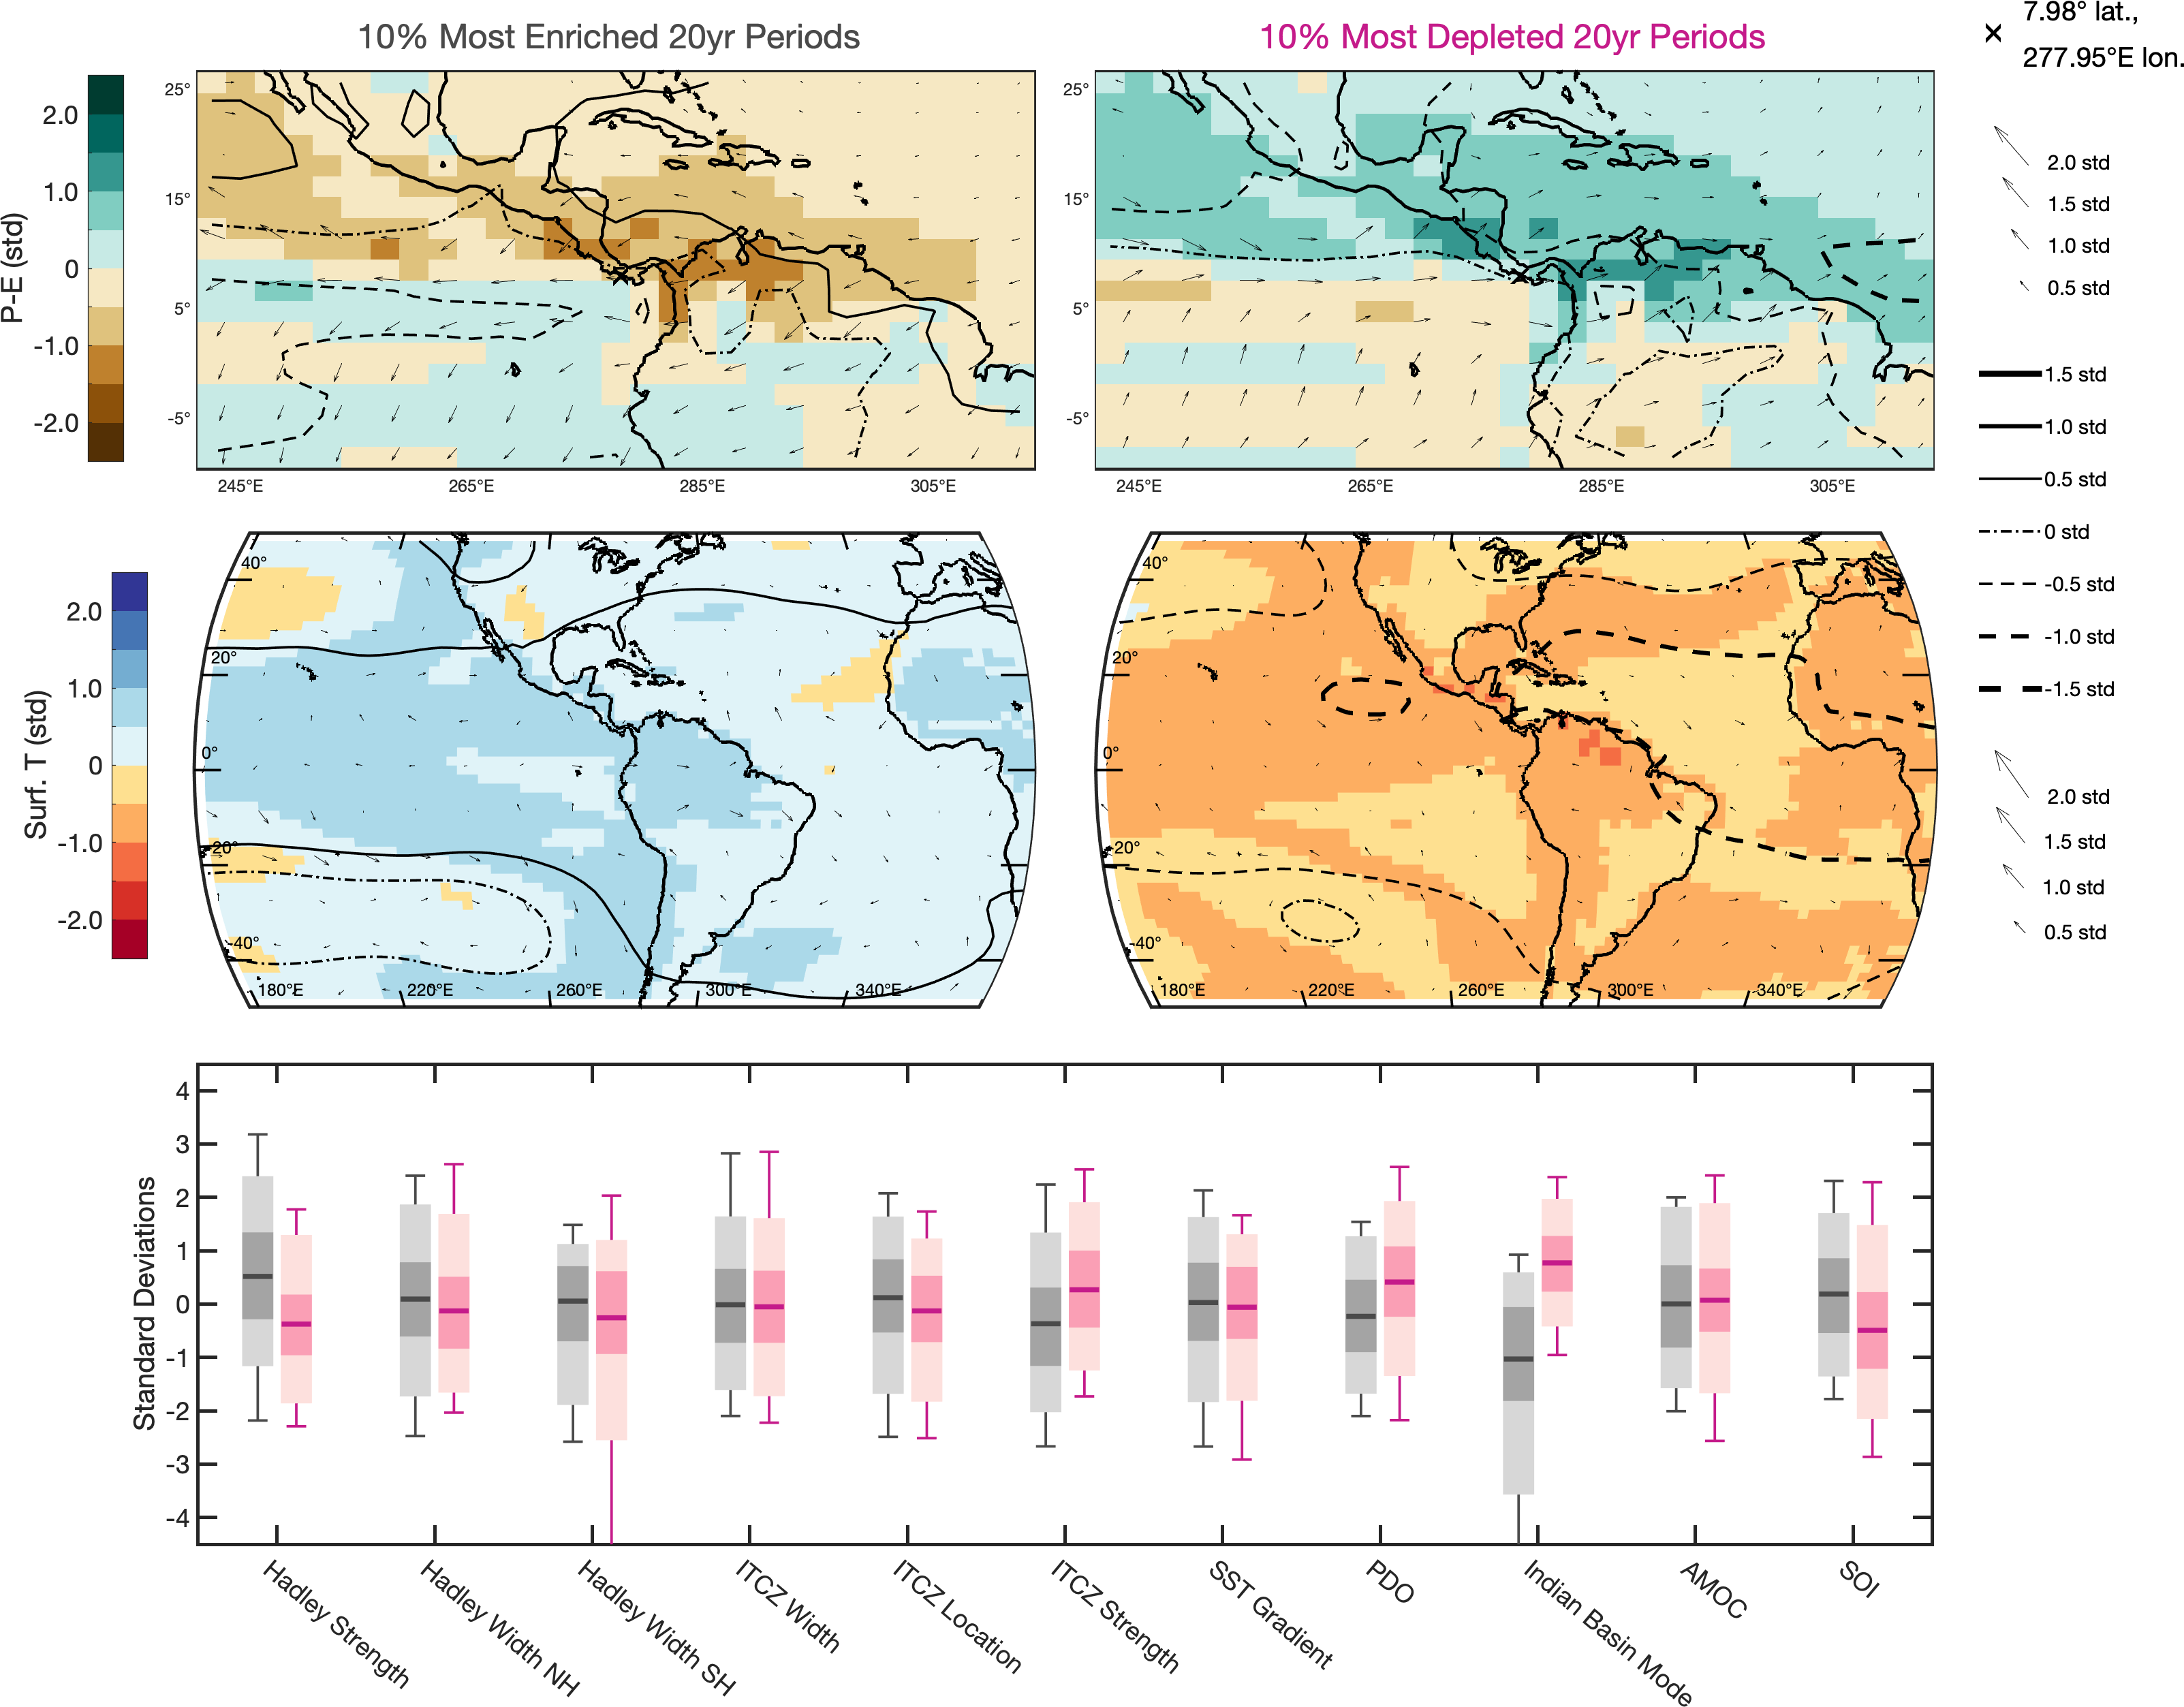 10% Most Enriched 20yr Periods
10% Most Depleted 20yr Periods
7.98° lat.,
277.95°E lon.
P-E (std)
2.0
1.0
0
-1.0
-2.0
25°
15°
5°
-5°
245°E
265°E
285°E
305°E
25°
15°
5°
-5°
245°E
265°E
285°E
305°E
2.0 std
1.5 std
1.0 std
0.5 std
1.5 std
1.0 std
0.5 std
0 std
-0.5 std
-1.0 std
-1.5 std
Surf. T (std)
2.0
1.0
0
-1.0
-2.0
40°
20°
0°
-20°
-40°
180°E
220°E
260°E
300°E
340°E
40°
20°
0°
-20°
-40°
180°E
220°E
260°E
300°E
340°E
2.0 std
1.5 std
1.0 std
0.5 std
Standard Deviations
4
3
2
1
0
-1
-2
-3
-4
Hadley Strength
Hadley Width NH
Hadley Width SH
ITCZ Width
ITCZ Location
ITCZ Strength
SST Gradient
PDO
Indian Basin Mode
AMOC
SOI